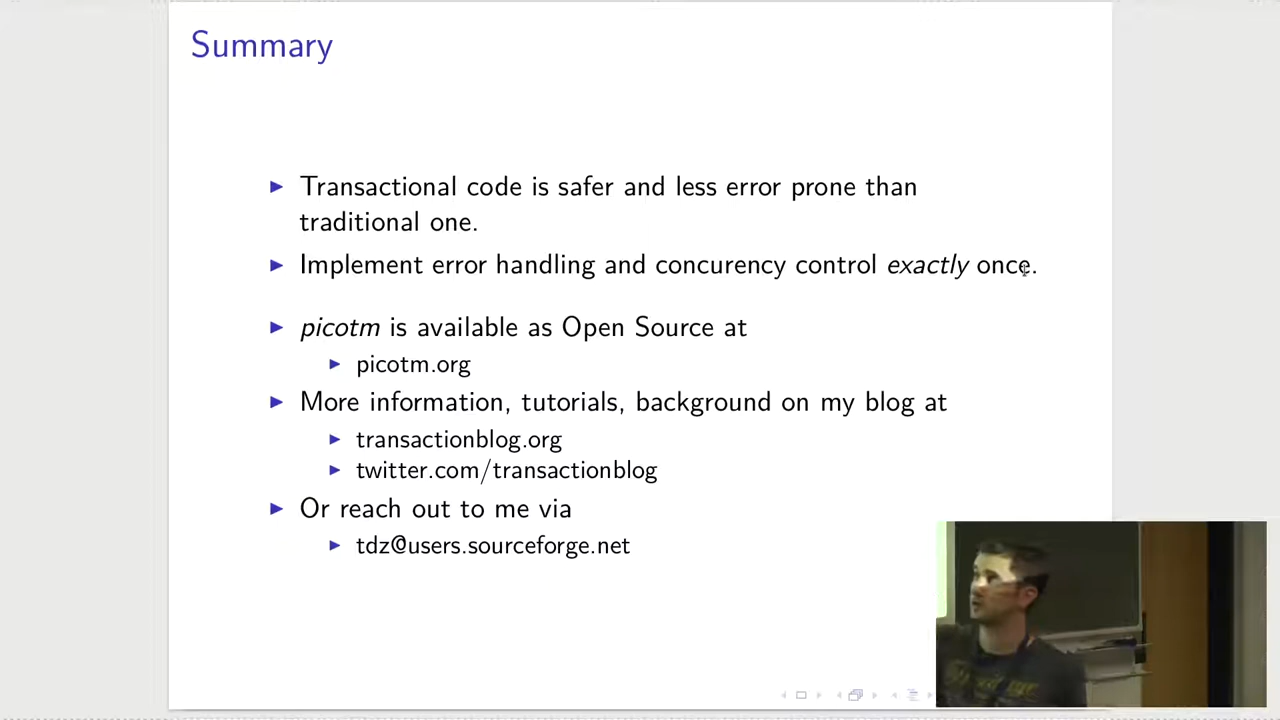 Summary
Transactional code is safer and less error prone than
traditional one.
Implement error handling and concurency control exactly once.
picotm is available as Open Source at
picotm.org
More information, tutorials, background on my blog at
transactionblog.org
twitter.com/transactionblog
Or reach out to me via
tdz@users.sourceforge.net